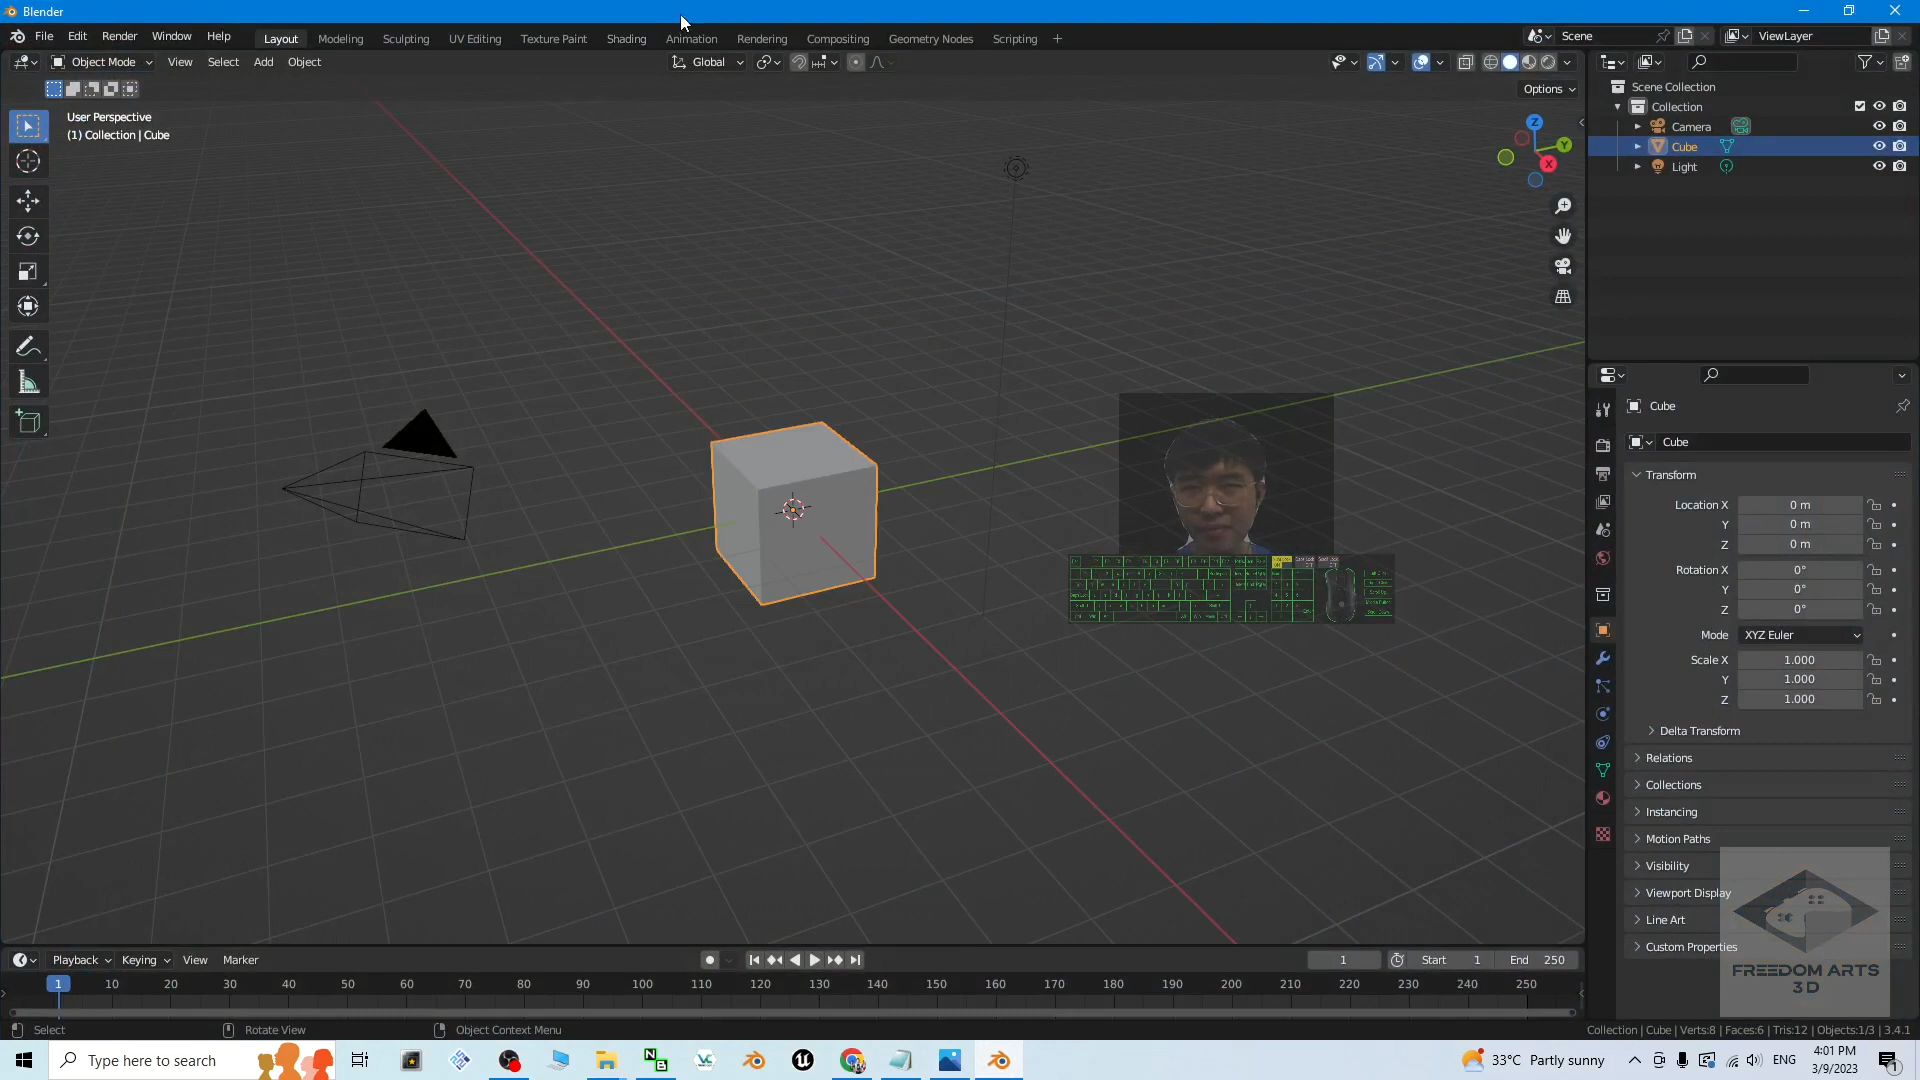 Blender
File Edit Render Window Help Layout Modeling Sculpting UV Editing Texture Paint Shading Animation Rendering Compositing Geometry Nodes Scripting Scene ViewLayer
Object Mode View Select Add Object Global
Options
User Perspective
(1) Collection | Cube
Z
Y
X
Scene Collection
Collection
Camera
Cube
Light
Cube
Cube
Transform
Location X 0 m
Y 0 m
Z 0 m
Rotation X 0°
Y 0°
Z 0°
Mode XYZ Euler
Scale X 1.000
Y 1.000
Z 1.000
Delta Transform
Relations
Collections
Instancing
Motion Paths
Visibility
Viewport Display
Line Art
Custom Properties
FREEDOM ARTS
3D
Playback Keying View Marker 1 Start 1 End 250
1 10 20 30 40 50 60 70 80 90 100 110 120 130 140 150 160 170 180 190 200 210 220 230 240 250
Select Rotate View Object Context Menu Collection | Cube | Verts:8 | Faces:6 | Tris:12 | Objects:1/3 | 3.4.1
Type here to search 33°C Partly sunny ENG 4:01 PM
3/9/2023